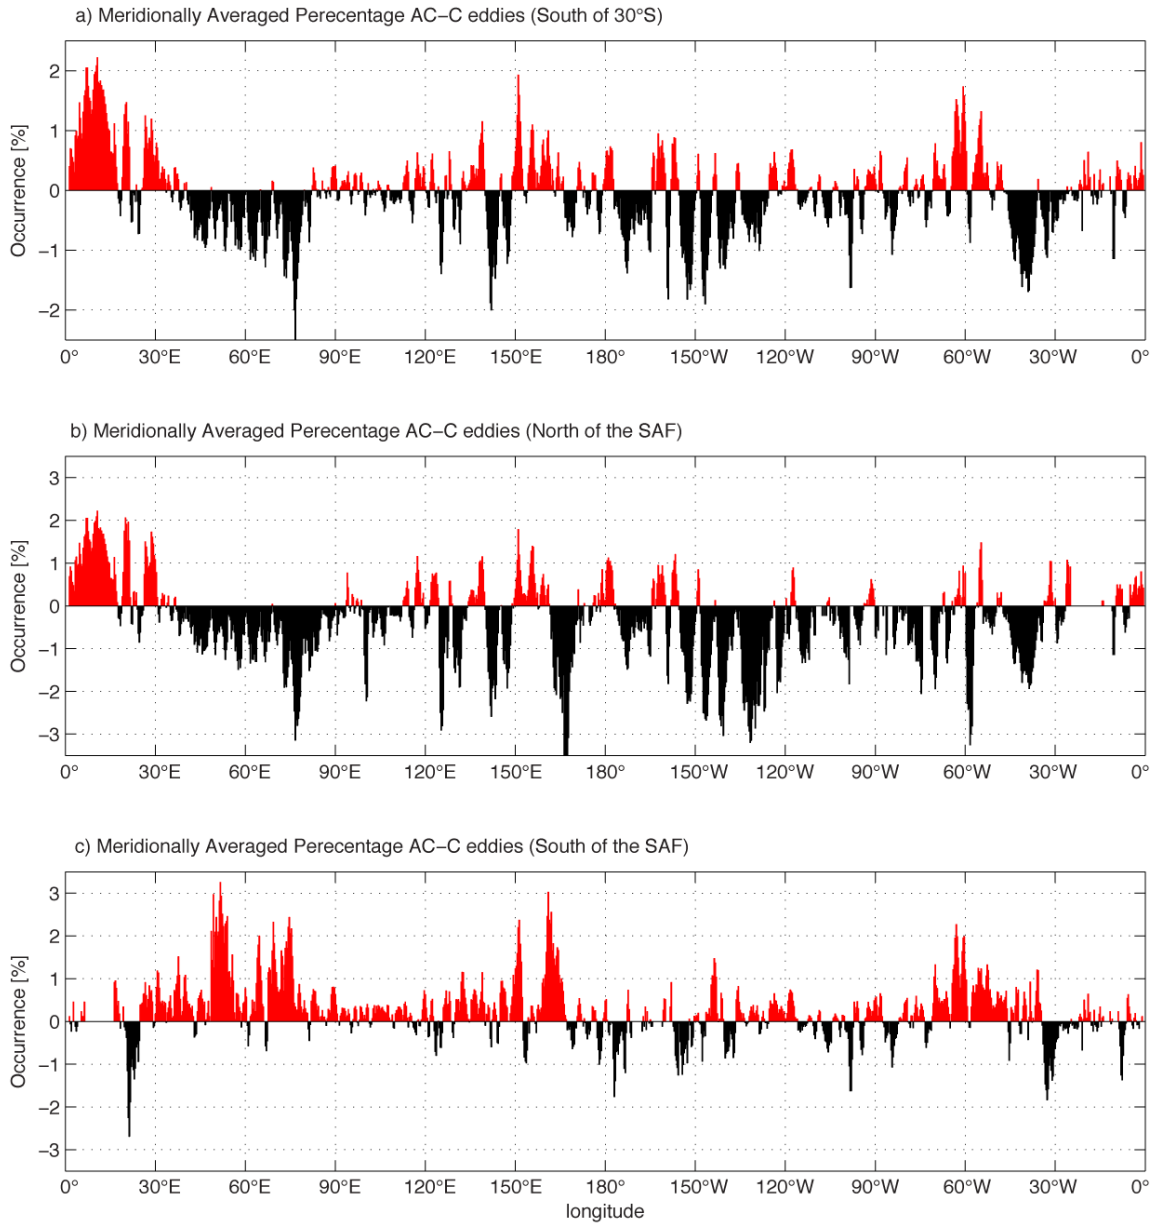 a) Meridionally Averaged Perecentage AC−C eddies (South of 30°S)
Occurrence [%]
2
1
0
−1
−2
0° 30°E 60°E 90°E 120°E 150°E 180° 150°W 120°W 90°W 60°W 30°W 0°
b) Meridionally Averaged Perecentage AC−C eddies (North of the SAF)
Occurrence [%]
3
2
1
0
−1
−2
−3
0° 30°E 60°E 90°E 120°E 150°E 180° 150°W 120°W 90°W 60°W 30°W 0°
c) Meridionally Averaged Perecentage AC−C eddies (South of the SAF)
Occurrence [%]
3
2
1
0
−1
−2
−3
0° 30°E 60°E 90°E 120°E 150°E 180° 150°W 120°W 90°W 60°W 30°W 0°
longitude